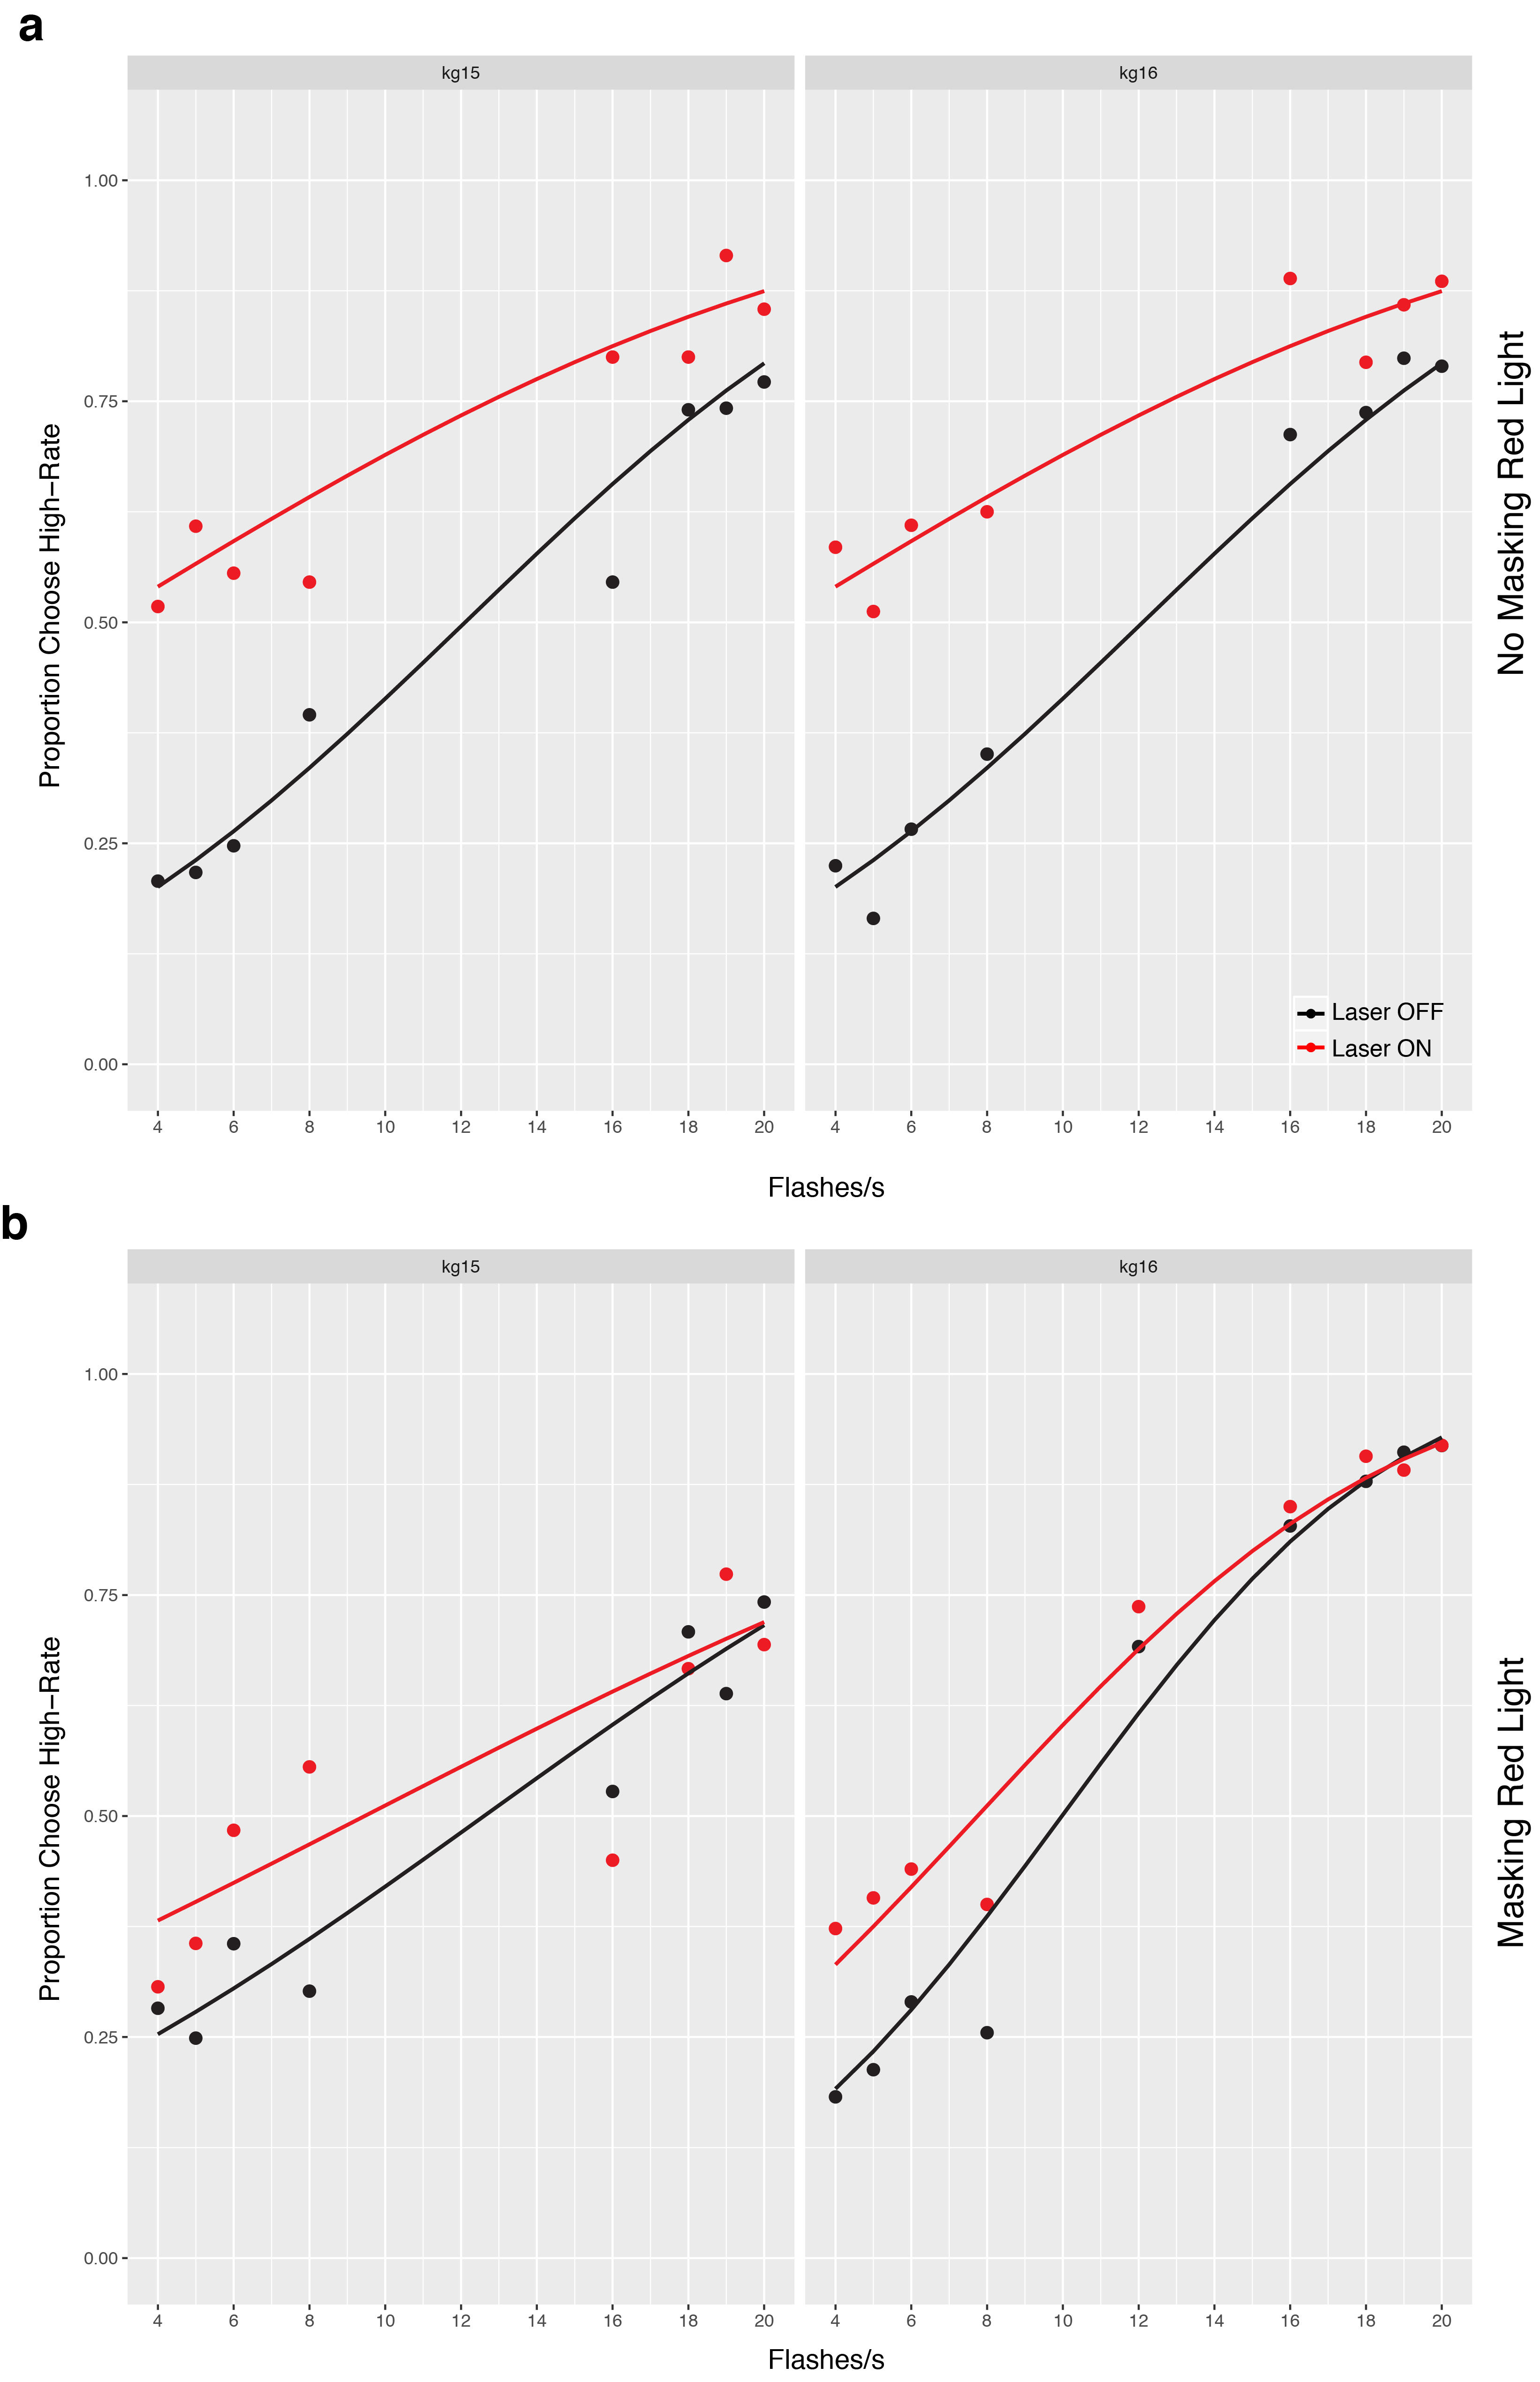 a
kg15
kg16
1.00
0.75
0.50
0.25
0.00
Proportion Choose High−Rate
No Masking Red Light
Laser OFF
Laser ON
4 6 8 10 12 14 16 18 20
4 6 8 10 12 14 16 18 20
Flashes/s
b
kg15
kg16
1.00
0.75
0.50
0.25
0.00
Proportion Choose High−Rate
Masking Red Light
4 6 8 10 12 14 16 18 20
4 6 8 10 12 14 16 18 20
Flashes/s